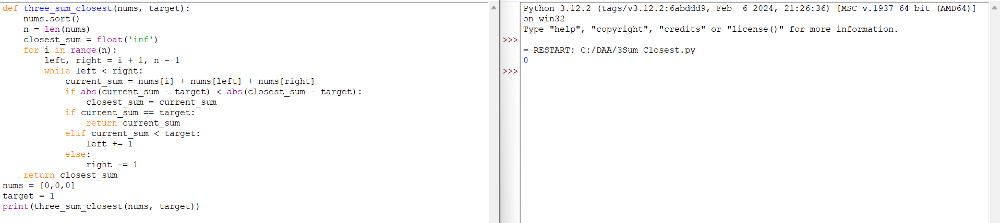 def three_sum_closest(nums, target):
    nums.sort()
    n = len(nums)
    closest_sum = float('inf')
    for i in range(n):
        left, right = i + 1, n - 1
        while left < right:
            current_sum = nums[i] + nums[left] + nums[right]
            if abs(current_sum - target) < abs(closest_sum - target):
                closest_sum = current_sum
            if current_sum == target:
                return current_sum
            elif current_sum < target:
                left += 1
            else:
                right -= 1
    return closest_sum
nums = [0,0,0]
target = 1
print(three_sum_closest(nums, target))
Python 3.12.2 (tags/v3.12.2:6abddd9, Feb  6 2024, 21:26:36) [MSC v.1937 64 bit (AMD64)]
on win32
Type "help", "copyright", "credits" or "license()" for more information.
>>>
= RESTART: C:/DAA/3Sum Closest.py
0
>>>